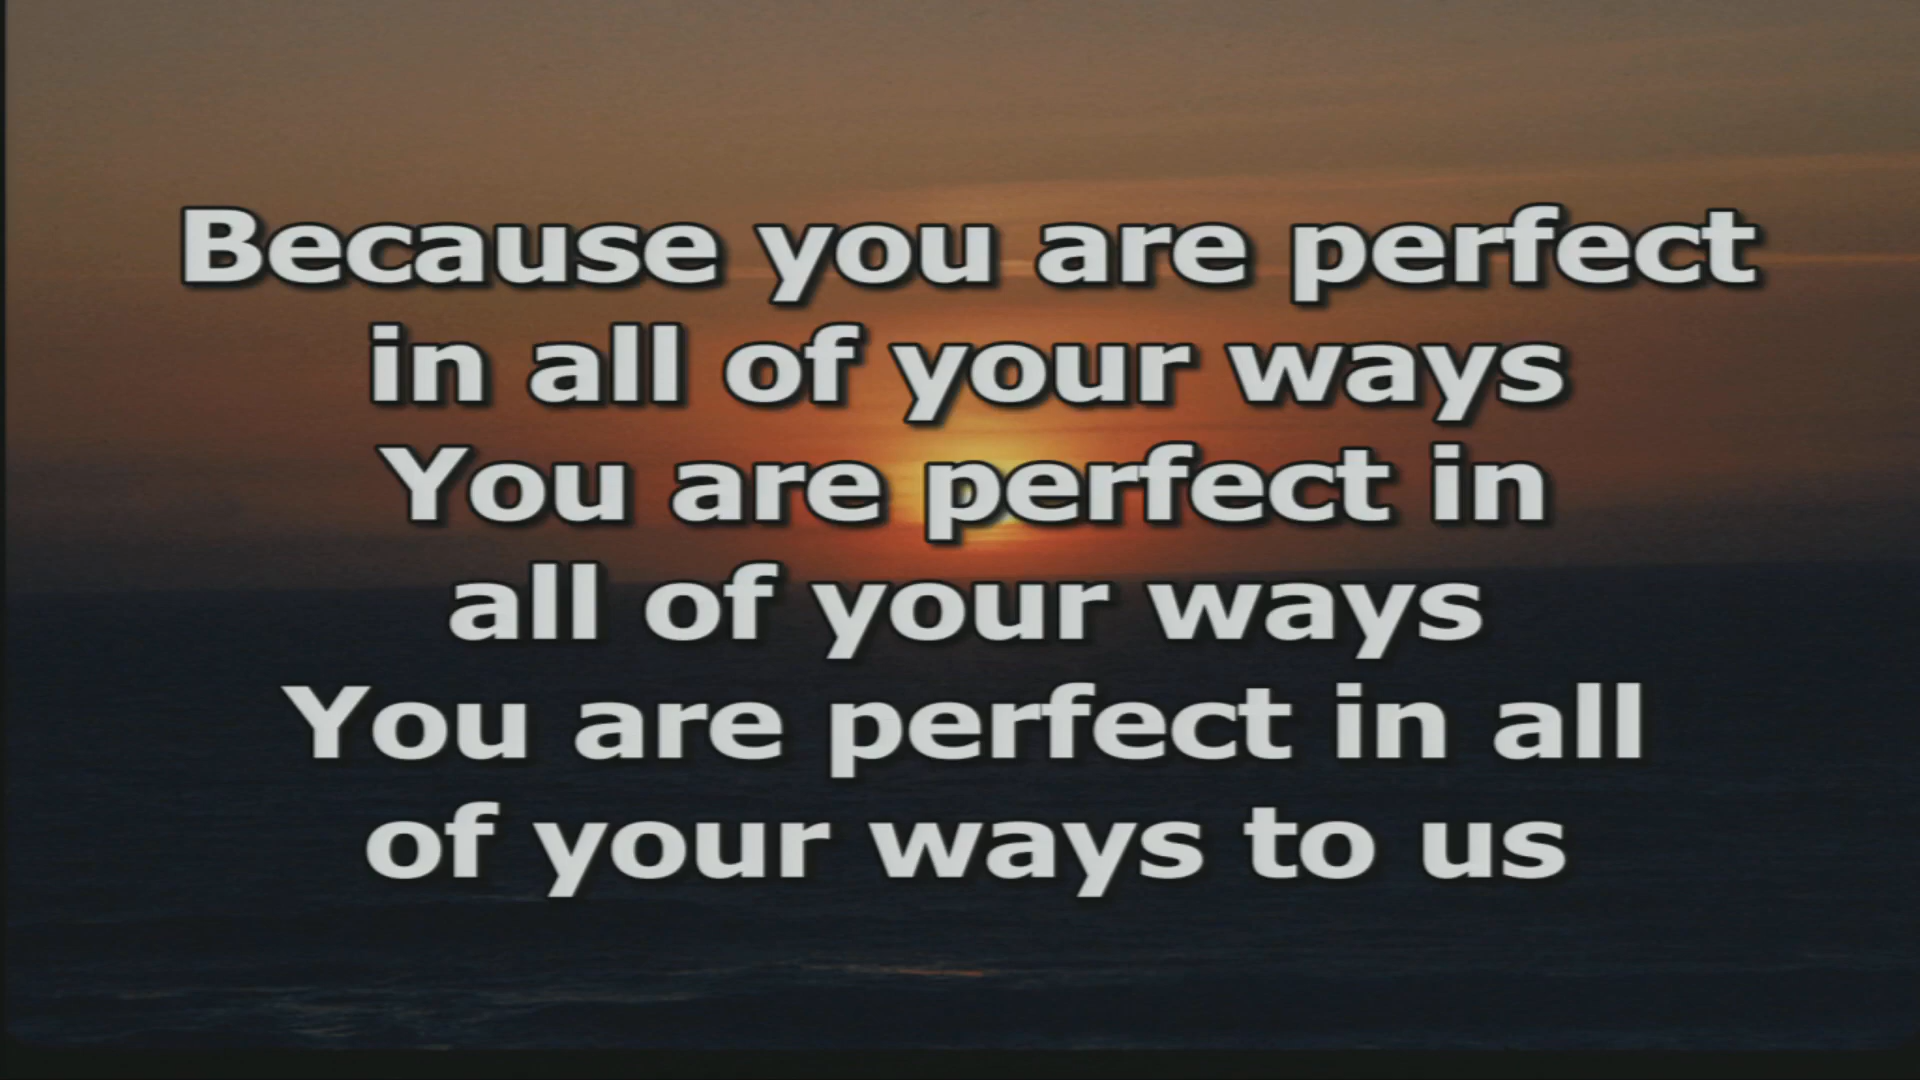 Because you are perfect
in all of your ways
You are perfect in
all of your ways
You are perfect in all
of your ways to us